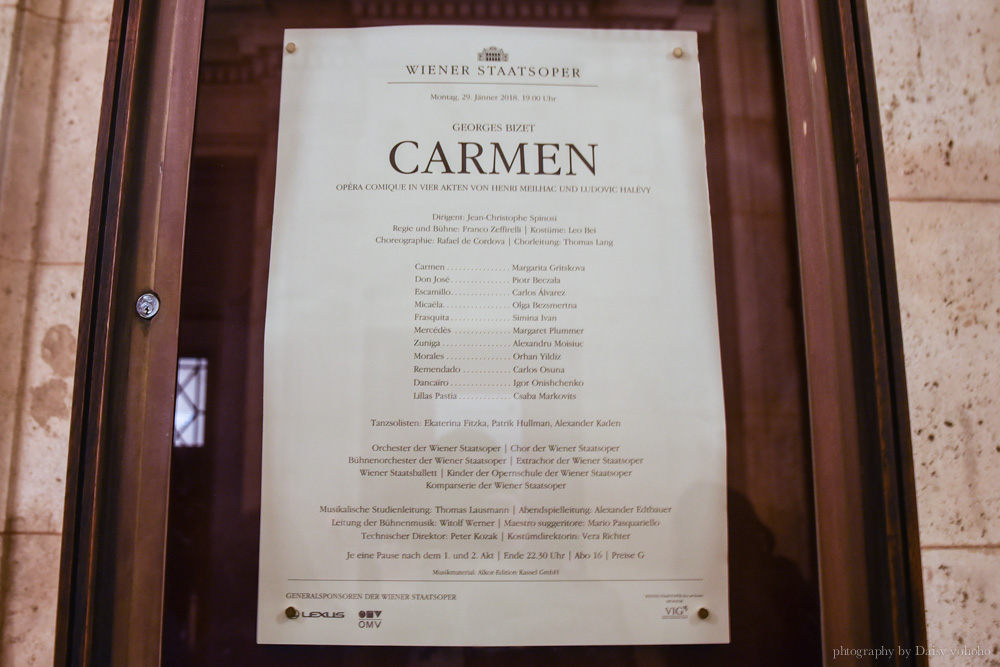 WIENER STAATSOPER
Montag, 29. Jänner 2018, 19.00 Uhr
GEORGES BIZET
CARMEN
OPÉRA COMIQUE IN VIER AKTEN VON HENRI MEILHAC UND LUDOVIC HALÉVY
Dirigent: Jean-Christophe Spinosi
Regie und Bühne: Franco Zeffirelli | Kostüme: Leo Bei
Choreographie: Rafael de Cordova | Chorleitung: Thomas Lang
Carmen . . . . . . . . . . . . . . . Margarita Gritskova
Don José . . . . . . . . . . . . . . Piotr Beczała
Escamillo . . . . . . . . . . . . . . Carlos Álvarez
Micaëla . . . . . . . . . . . . . . . Olga Bezsmertna
Frasquita . . . . . . . . . . . . . . Simina Ivan
Mercédès . . . . . . . . . . . . . Margaret Plummer
Zuniga . . . . . . . . . . . . . . . . Alexandru Moisiuc
Morales . . . . . . . . . . . . . . . Orhan Yildiz
Remendado . . . . . . . . . . . Carlos Osuna
Dancaïro . . . . . . . . . . . . . . Igor Onishchenko
Lillas Pastia . . . . . . . . . . . . Csaba Markovits
Tanzsolisten: Ekaterina Fitzka, Patrik Hullman, Alexander Kaden
Orchester der Wiener Staatsoper | Chor der Wiener Staatsoper
Bühnenorchester der Wiener Staatsoper | Extrachor der Wiener Staatsoper
Wiener Staatsballett | Kinder der Opernschule der Wiener Staatsoper
Komparserie der Wiener Staatsoper
Musikalische Studienleitung: Thomas Lausmann | Abendspielleitung: Alexander Edtbauer
Leitung der Bühnenmusik: Witolf Werner | Maestro suggeritore: Mario Pasquariello
Technischer Direktor: Peter Kozak | Kostümdirektorin: Vera Richter
Je eine Pause nach dem 1. und 2. Akt | Ende 22.30 Uhr | Abo 16 | Preise G
Musikmaterial: Alkor-Edition Kassel GmbH
GENERALSPONSOREN DER WIENER STAATSOPER
LEXUS
OMV
VIG
phtography by Daisy yohoho